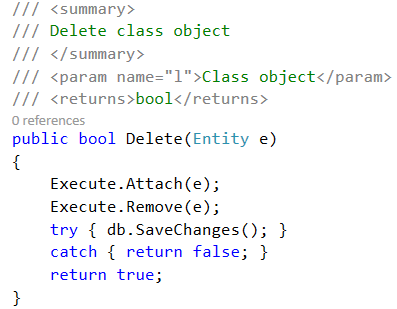 /// <summary>
/// Delete class object
/// </summary>
/// <param name="l">Class object</param>
/// <returns>bool</returns>
0 references
public bool Delete(Entity e)
{
    Execute.Attach(e);
    Execute.Remove(e);
    try { db.SaveChanges(); }
    catch { return false; }
    return true;
}